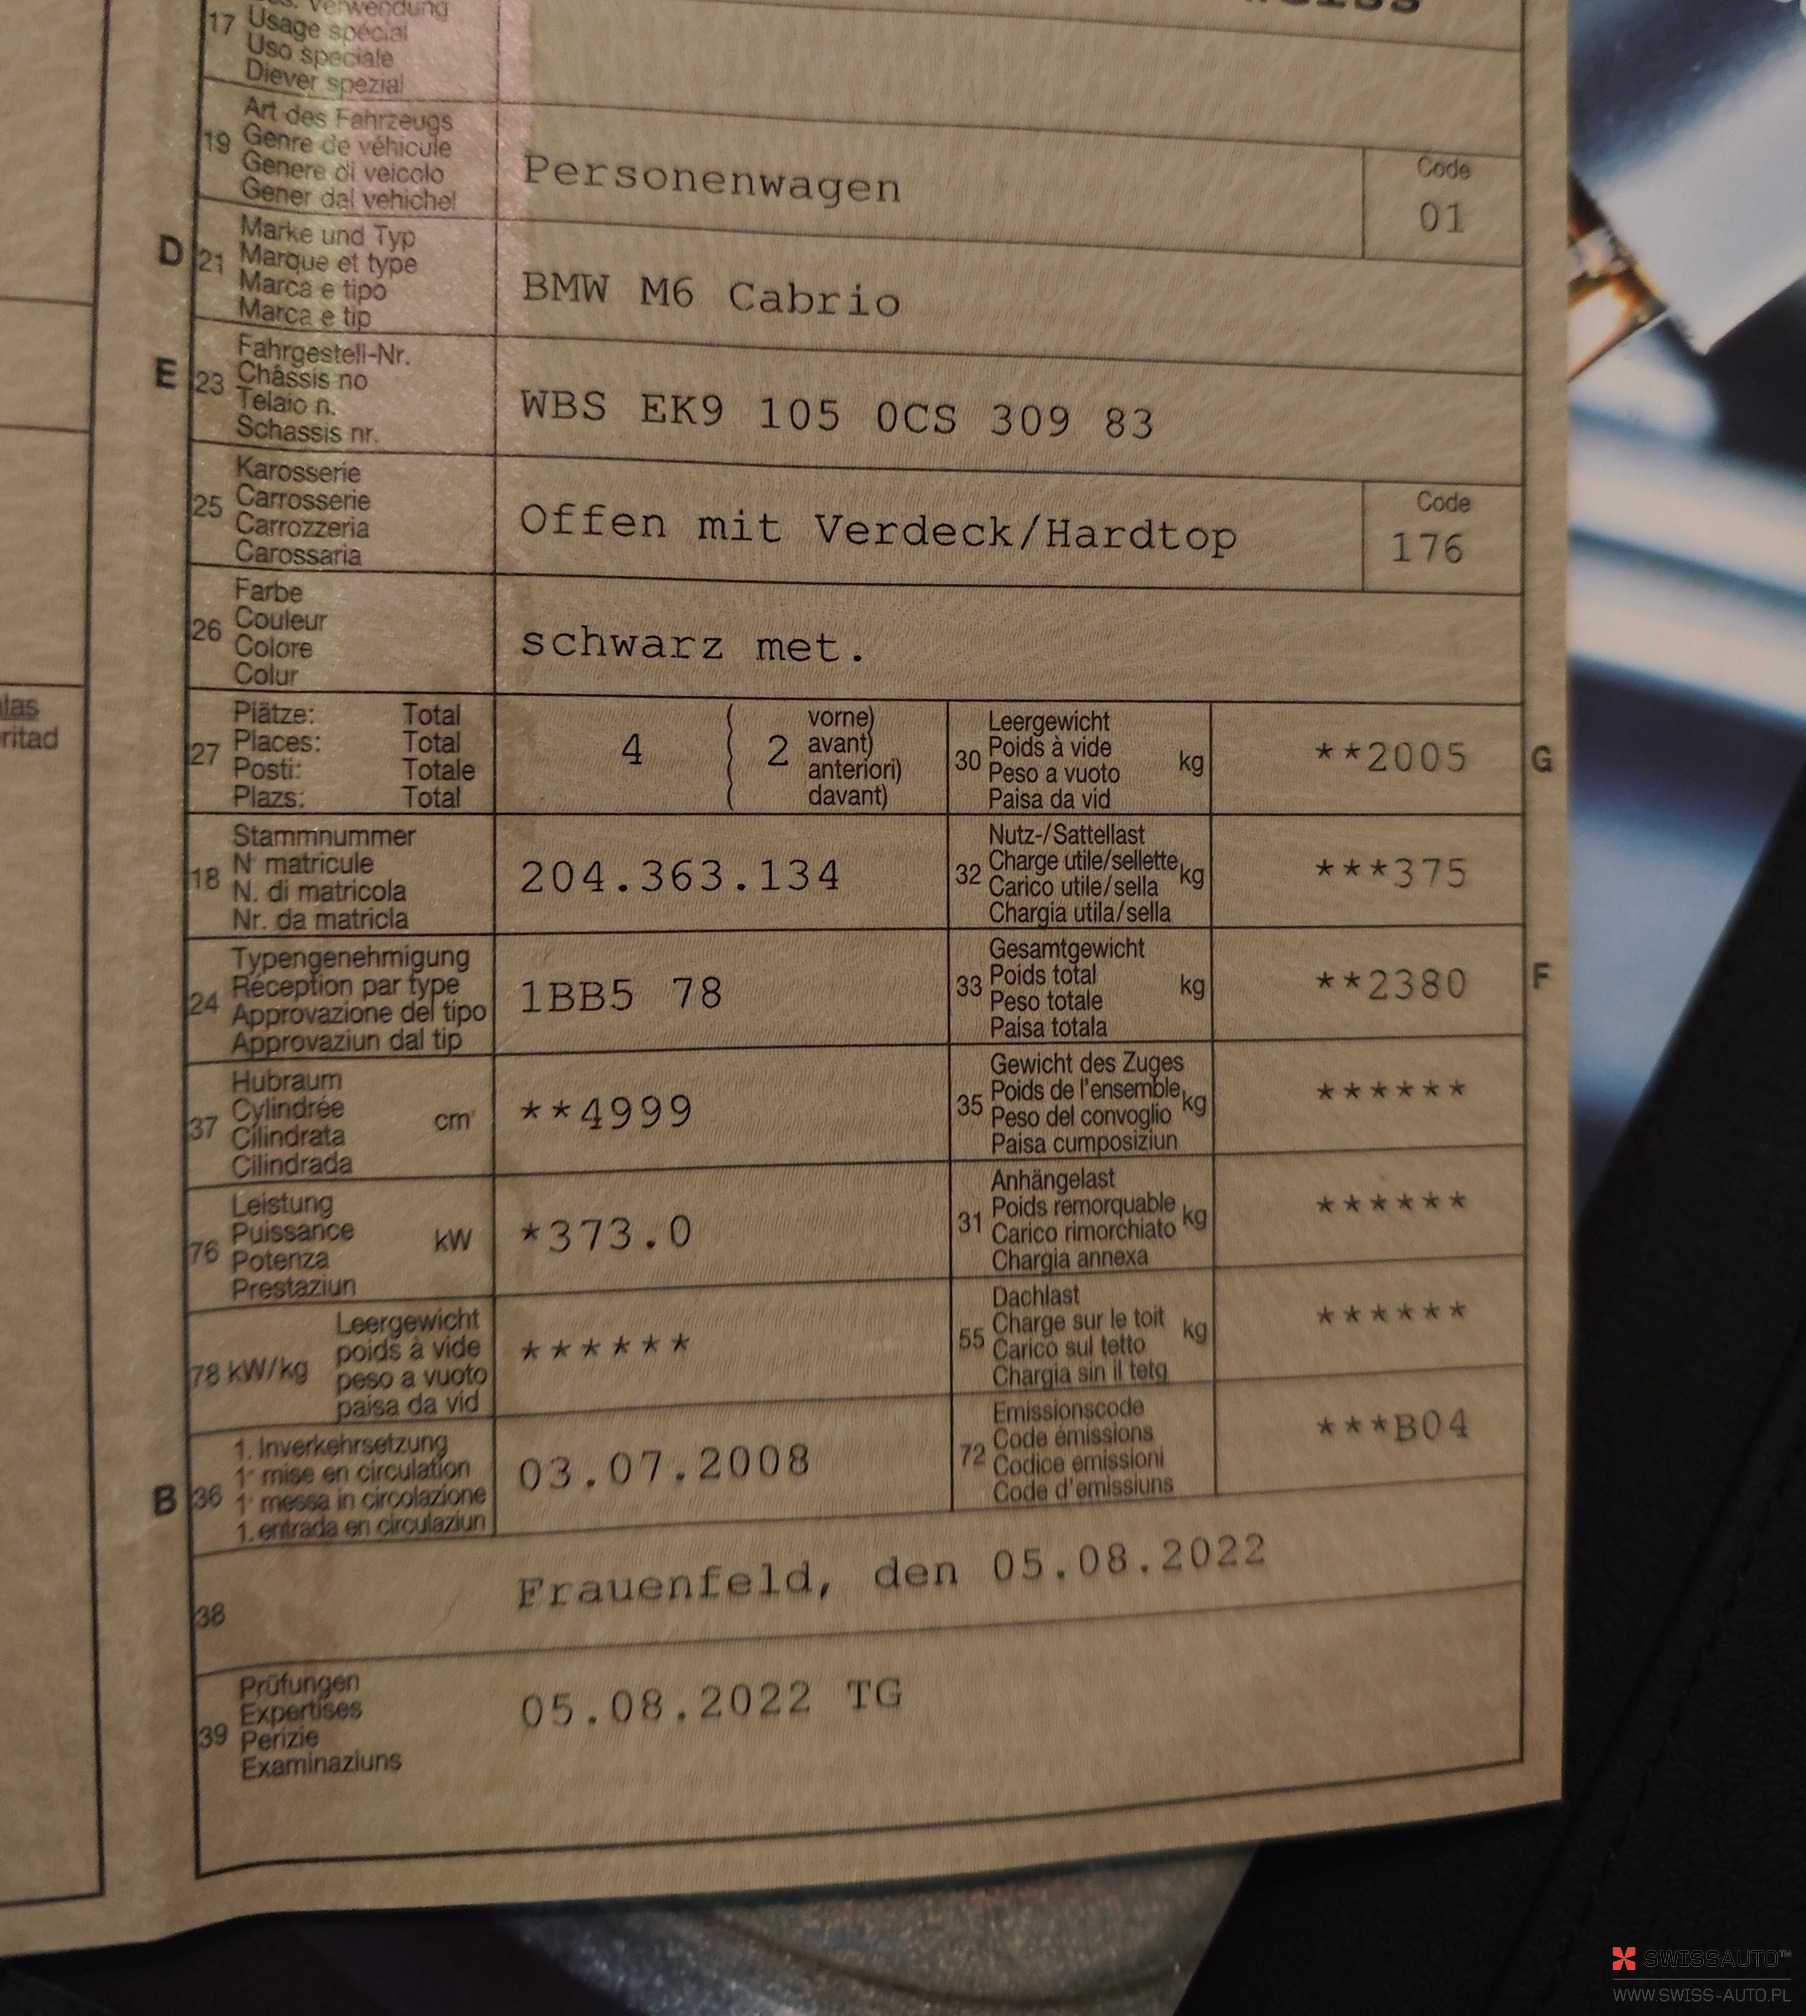 Verwendung
17 Usage spécial
Uso speciale
Diever spezial
Art des Fahrzeugs
19 Genre de véhicule
Genere di veicolo
Gener dal vehichel
Personenwagen
Code
01
Marke und Typ
D 21 Marque et type
Marca e tipo
Marca e tip
BMW M6 Cabrio
Fahrgestell-Nr.
E 23 Châssis no
Telaio n.
Schassis nr.
WBS EK9 105 0CS 309 83
Karosserie
25 Carrosserie
Carrozzeria
Carossaria
Offen mit Verdeck/Hardtop
Code
176
Farbe
26 Couleur
Colore
Colur
schwarz met.
Plätze: Total
27 Places: Total
Posti: Totale
Plazs: Total
4 ( 2 vorne)
avant)
anteriori)
( davant)
Leergewicht
30 Poids à vide kg
Peso a vuoto
Paisa da vid
**2005 G
Stammnummer
18 N° matricule
N. di matricola
Nr. da matricla
204.363.134
Nutz-/Sattellast
32 Charge utile/sellette kg
Carico utile/sella
Chargia utila/sella
***375
Typengenehmigung
24 Réception par type
Approvazione del tipo
Approvaziun dal tip
1BB5 78
Gesamtgewicht
33 Poids total kg
Peso totale
Paisa totala
**2380 F
Hubraum
37 Cylindrée cm³
Cilindrata
Cilindrada
**4999
Gewicht des Zuges
35 Poids de l'ensemble kg
Peso del convoglio
Paisa cumposiziun
******
Leistung
76 Puissance kW
Potenza
Prestaziun
*373.0
Anhängelast
31 Poids remorquable kg
Carico rimorchiato
Chargia annexa
******
Leergewicht
78 kW/kg poids à vide
peso a vuoto
paisa da vid
******
Dachlast
55 Charge sur le toit kg
Carico sul tetto
Chargia sin il tetg
******
1. Inverkehrsetzung
B 36 1re mise en circulation
1a messa in circolazione
1. entrada en circulaziun
03.07.2008
Emissionscode
72 Code émissions
Codice emissioni
Code d'emissiuns
***B04
38 Frauenfeld, den 05.08.2022
Prüfungen
39 Expertises
Perizie
Examinaziuns
05.08.2022 TG
SWISSAUTO™
WWW.SWISS-AUTO.PL